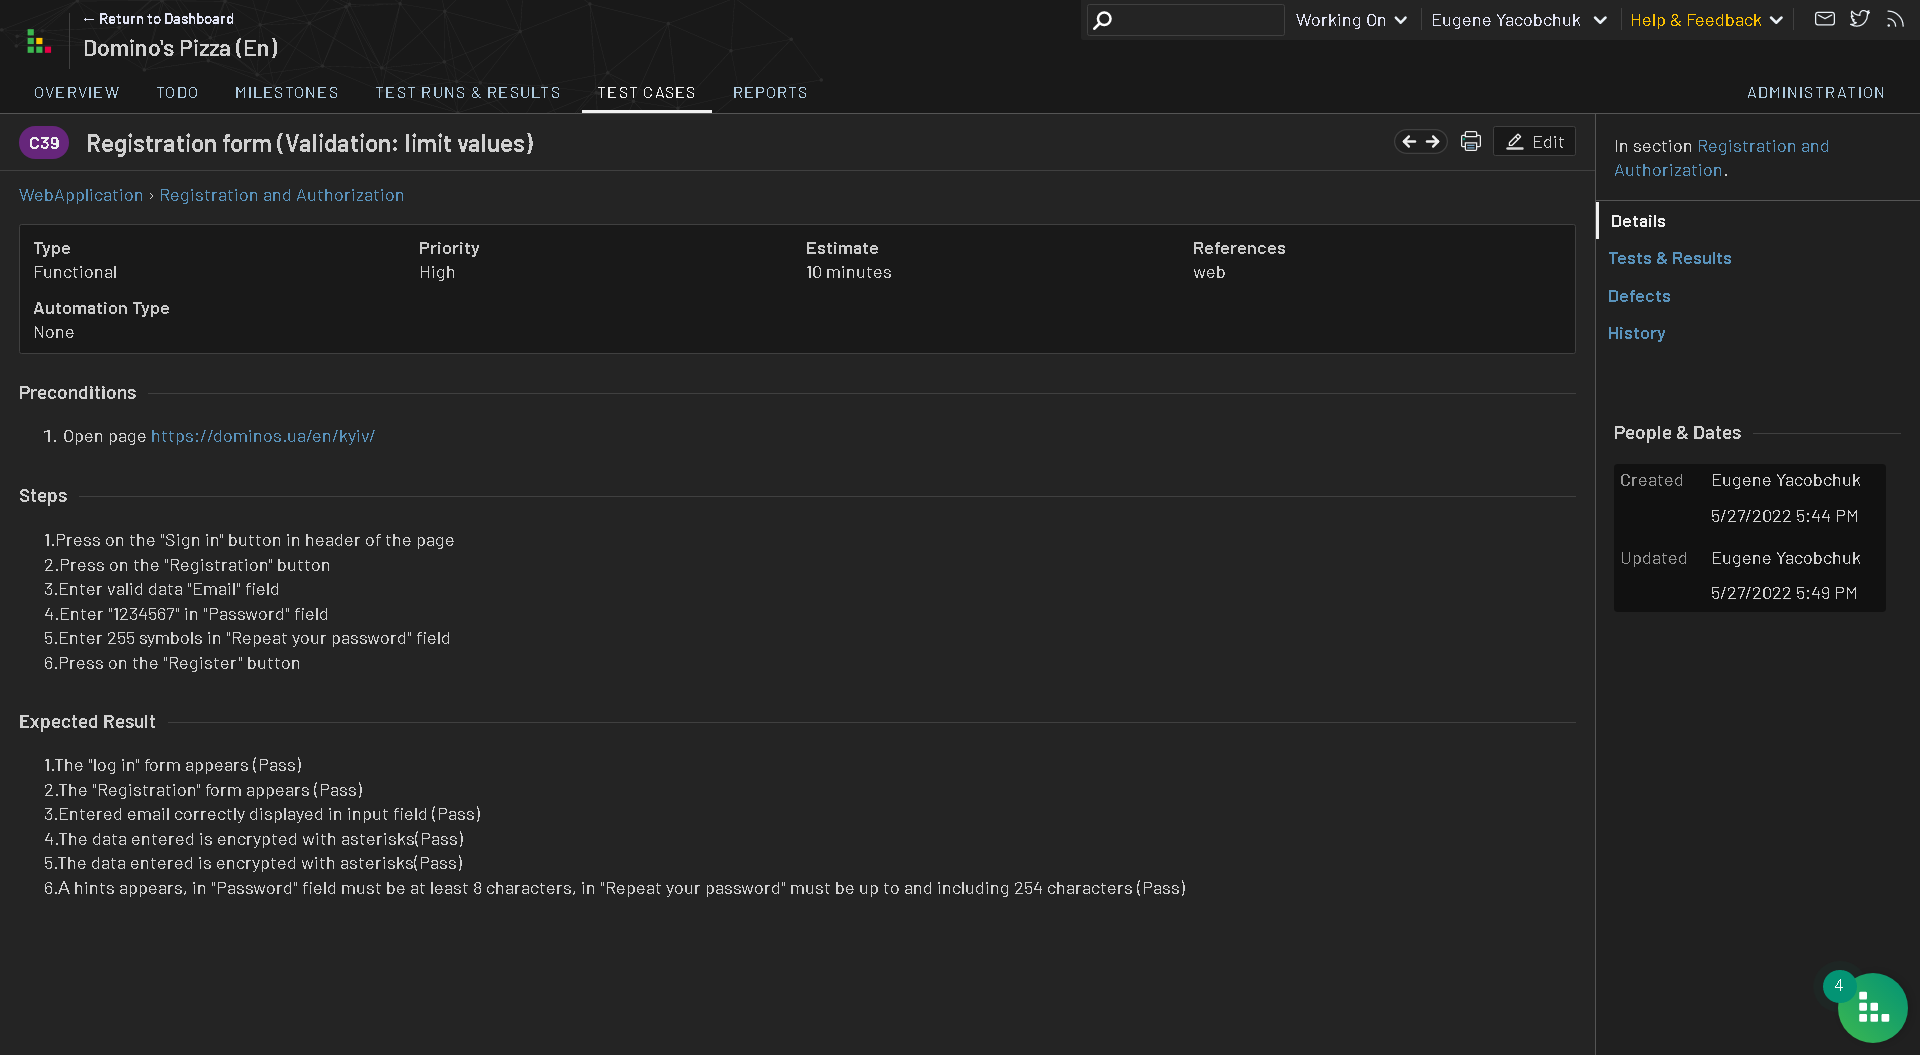 ← Return to Dashboard
Domino's Pizza (En)
Working On
Eugene Yacobchuk
Help & Feedback
OVERVIEW TODO MILESTONES TEST RUNS & RESULTS TEST CASES REPORTS ADMINISTRATION
C39 Registration form (Validation: limit values)
Edit
WebApplication › Registration and Authorization
Type Priority Estimate References
Functional High 10 minutes web
Automation Type
None
Preconditions
1. Open page https://dominos.ua/en/kyiv/
Steps
1.Press on the "Sign in" button in header of the page
2.Press on the "Registration" button
3.Enter valid data "Email" field
4.Enter "1234567" in "Password" field
5.Enter 255 symbols in "Repeat your password" field
6.Press on the "Register" button
Expected Result
1.The "log in" form appears (Pass)
2.The "Registration" form appears (Pass)
3.Entered email correctly displayed in input field (Pass)
4.The data entered is encrypted with asterisks(Pass)
5.The data entered is encrypted with asterisks(Pass)
6.A hints appears, in "Password" field must be at least 8 characters, in "Repeat your password" must be up to and including 254 characters (Pass)
In section Registration and
Authorization.
Details
Tests & Results
Defects
History
People & Dates
Created Eugene Yacobchuk
5/27/2022 5:44 PM
Updated Eugene Yacobchuk
5/27/2022 5:49 PM
4